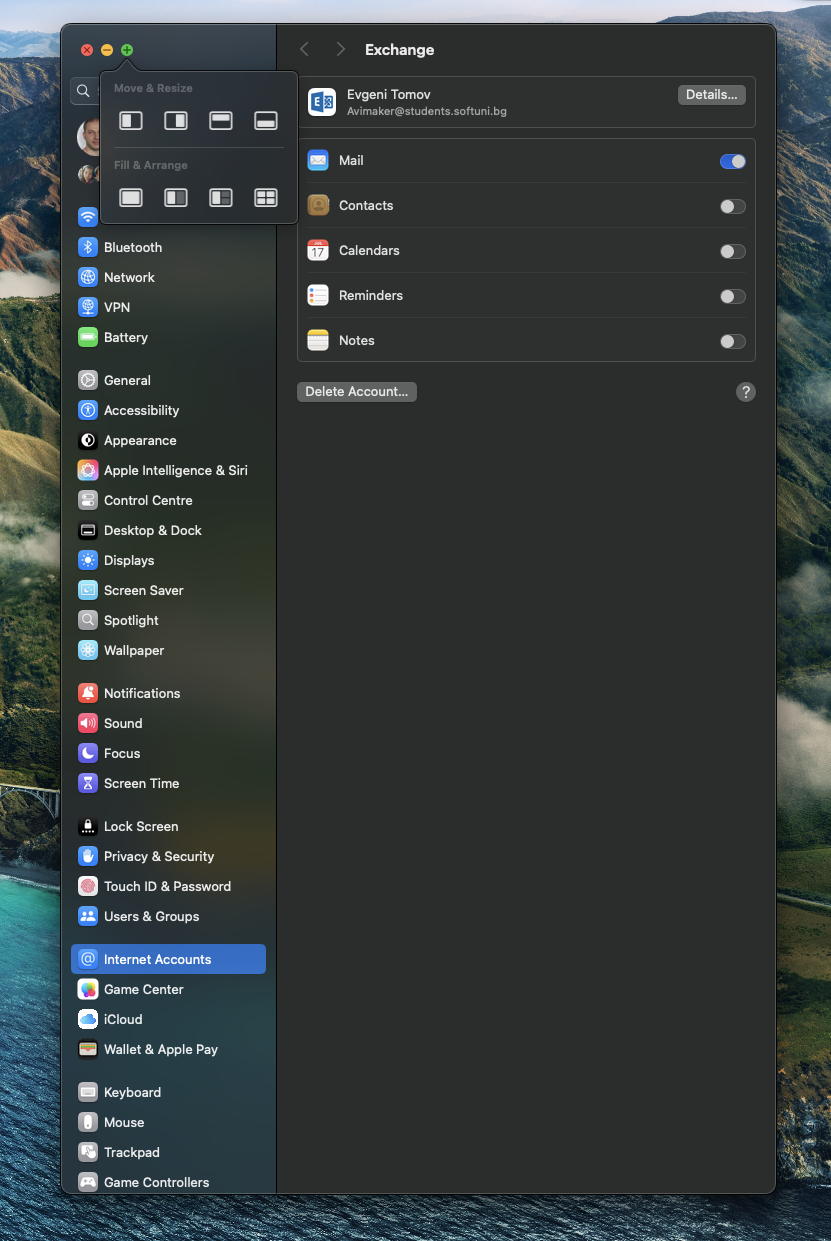 Exchange
Move & Resize
Fill & Arrange
Evgeni Tomov
Avimaker@students.softuni.bg
Details...
Mail
Contacts
17
Calendars
Reminders
Notes
Delete Account...
?
Bluetooth
Network
VPN
Battery
General
Accessibility
Appearance
Apple Intelligence & Siri
Control Centre
Desktop & Dock
Displays
Screen Saver
Spotlight
Wallpaper
Notifications
Sound
Focus
Screen Time
Lock Screen
Privacy & Security
Touch ID & Password
Users & Groups
@ Internet Accounts
Game Center
iCloud
Wallet & Apple Pay
Keyboard
Mouse
Trackpad
Game Controllers